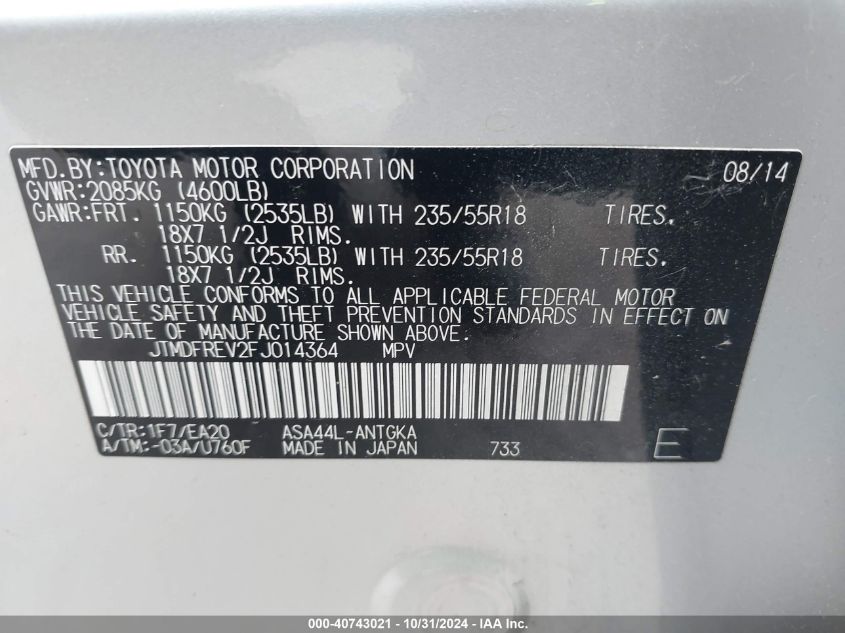 MFD.BY:TOYOTA MOTOR CORPORATION 08/14
GVWR:2085KG (4600LB)
GAWR:FRT. 1150KG (2535LB) WITH 235/55R18 TIRES.
18X7 1/2J RIMS.
RR. 1150KG (2535LB) WITH 235/55R18 TIRES.
18X7 1/2J RIMS.
THIS VEHICLE CONFORMS TO ALL APPLICABLE FEDERAL MOTOR
VEHICLE SAFETY AND THEFT PREVENTION STANDARDS IN EFFECT ON
THE DATE OF MANUFACTURE SHOWN ABOVE.
JTMDFREV2FJ014364 MPV
C/TR:1F7/EA20 ASA44L-ANTGKA
A/TM:-03A/U760F MADE IN JAPAN 733 E
000-40743021 - 10/31/2024 - IAA Inc.